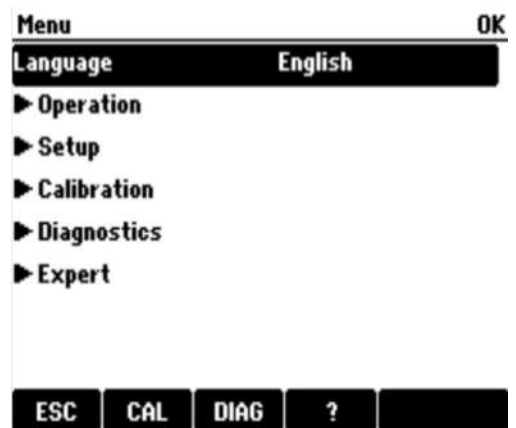 Menu OK
Language English
Operation
Setup
Calibration
Diagnostics
Expert
ESC CAL DIAG ?